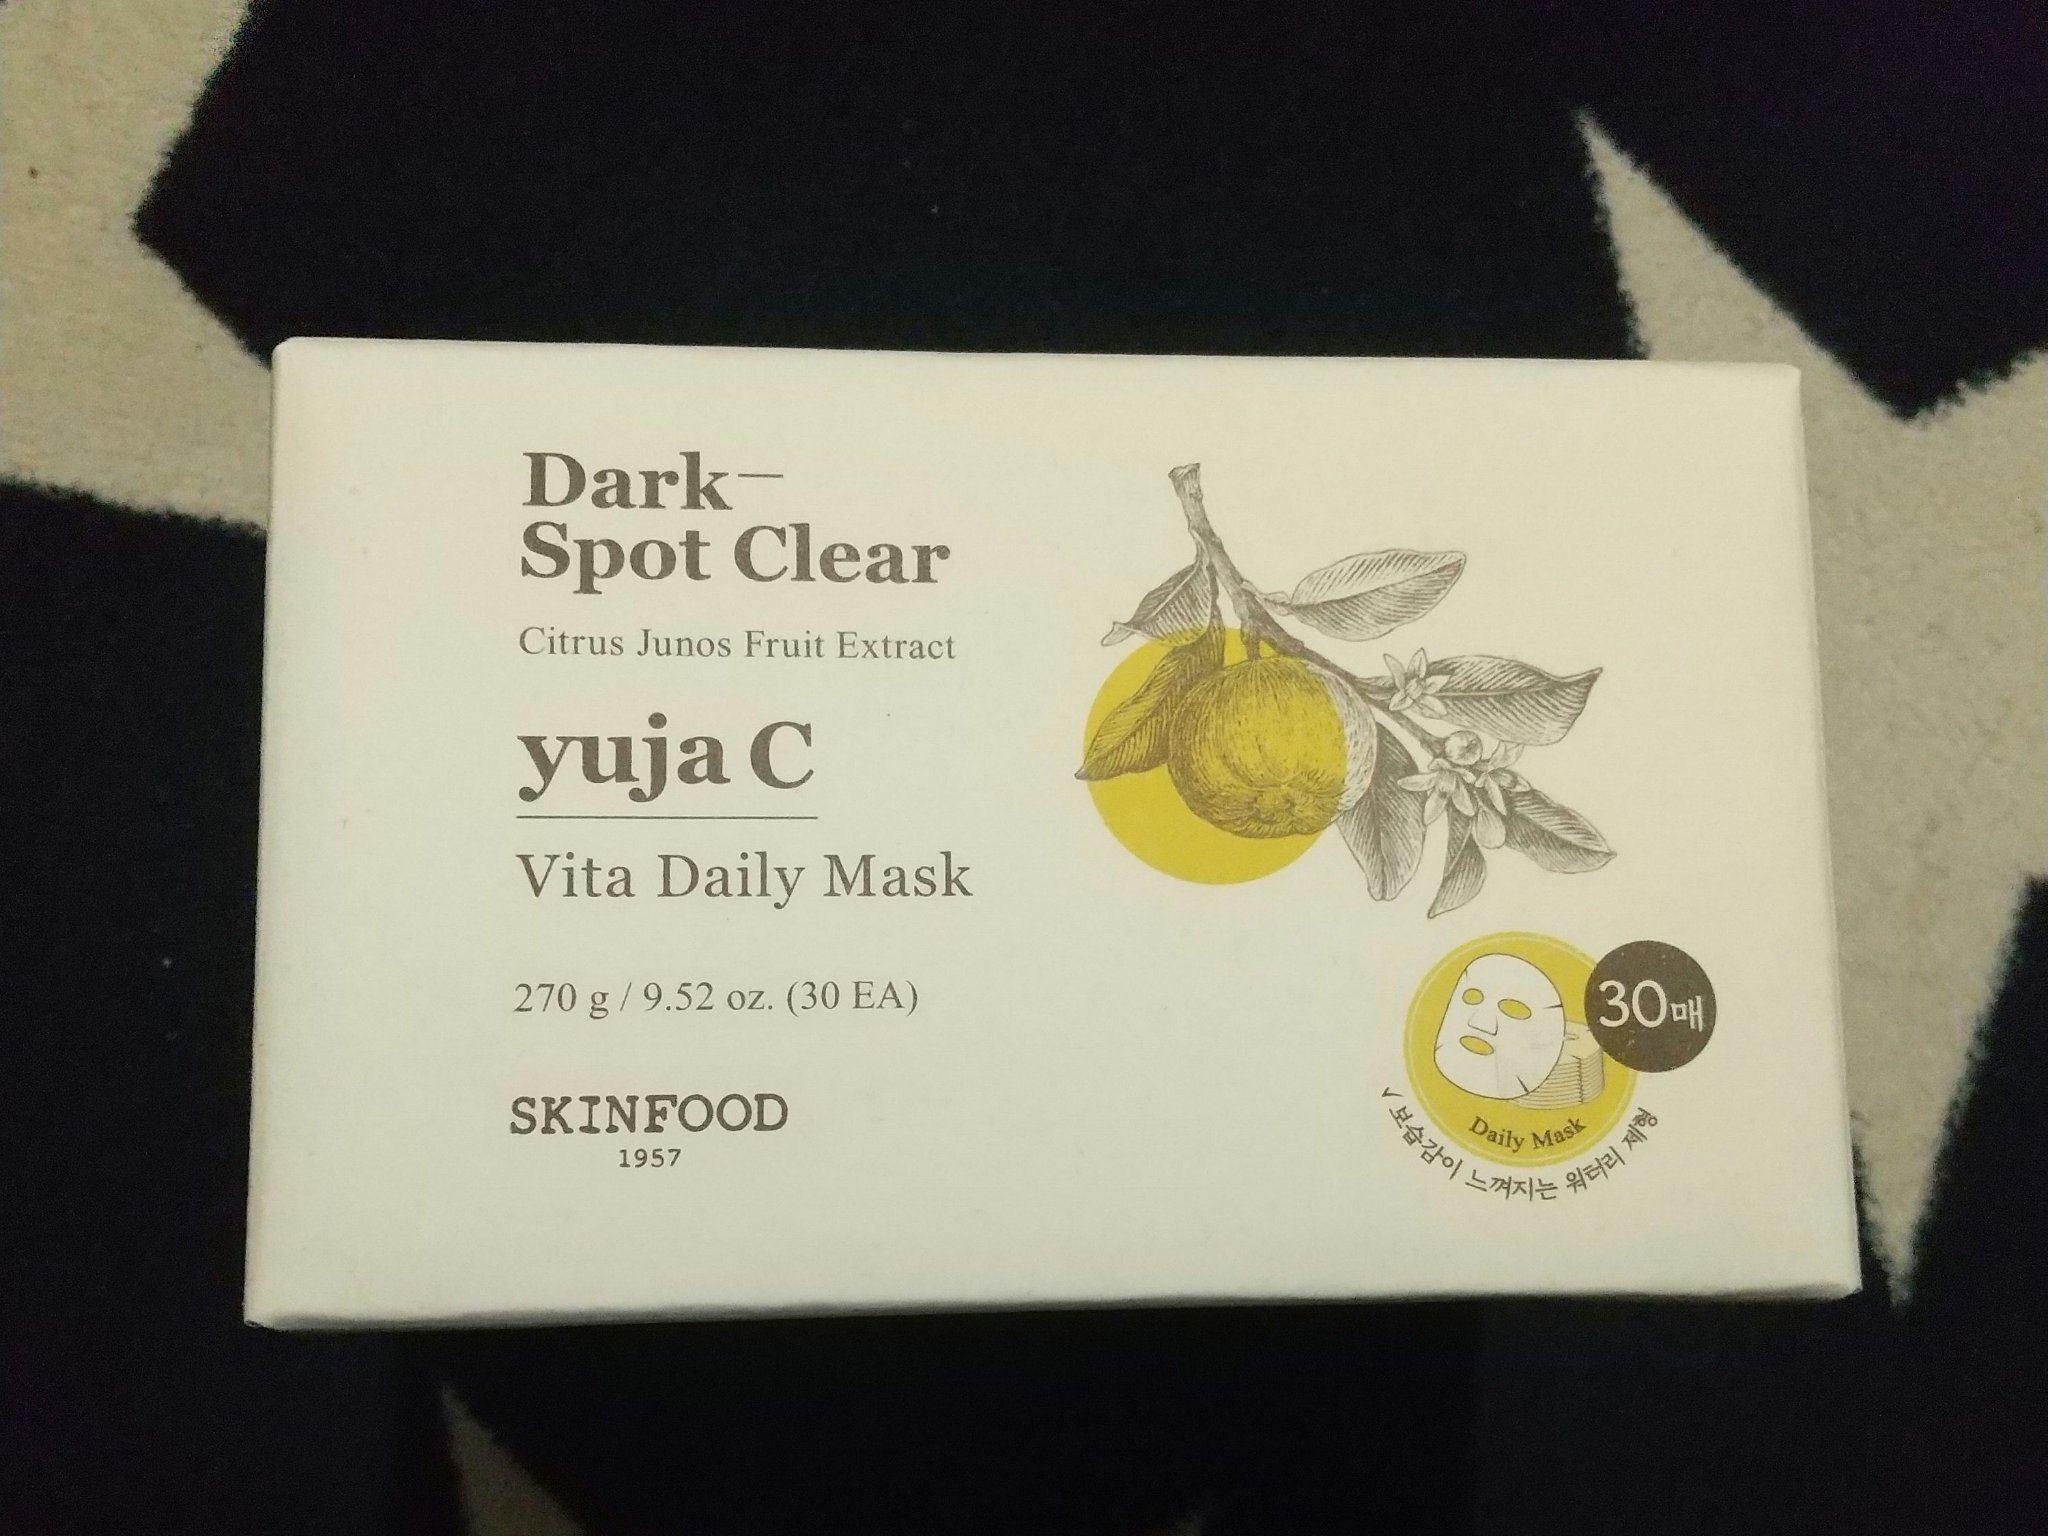 Dark—
Spot Clear
Citrus Junos Fruit Extract
yuja C
Vita Daily Mask
270 g / 9.52 oz. (30 EA)
SKINFOOD
1957
30매
Daily Mask
✓ 보습감이 느껴지는 워터리 제형